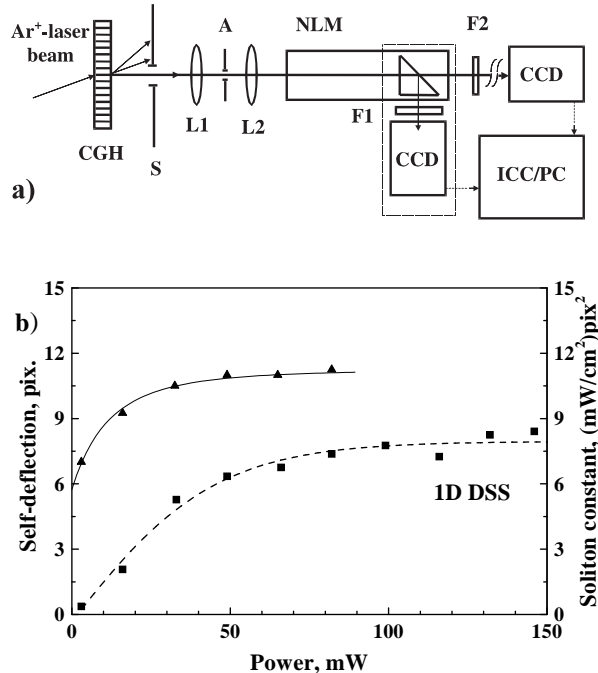 Ar⁺-laser
beam
CGH
S
L1
A
L2
NLM
F1
CCD
F2
CCD
ICC/PC
a)
b)
Self-deflection, pix.
15
12
9
6
3
0
1D DSS
15
12
9
6
3
0
Soliton constant, (mW/cm²)pix²
0
50
100
150
Power, mW